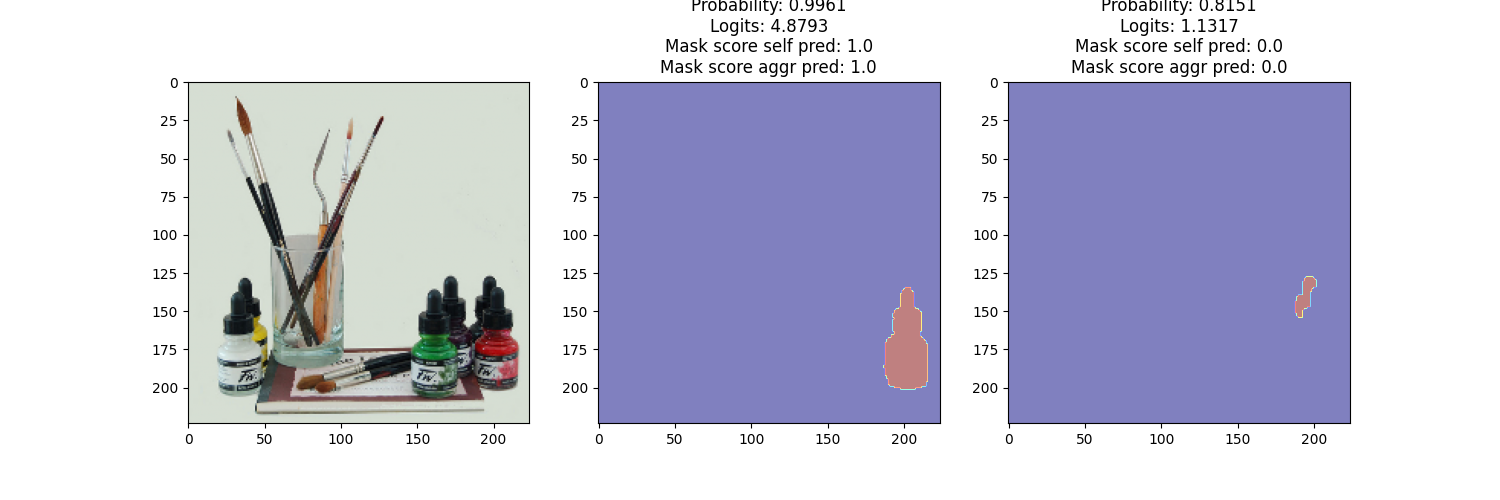 Probability: 0.9961
Logits: 4.8793
Mask score self pred: 1.0
Mask score aggr pred: 1.0
Probability: 0.8151
Logits: 1.1317
Mask score self pred: 0.0
Mask score aggr pred: 0.0
0
25
50
75
100
125
150
175
200
0 50 100 150 200
0
25
50
75
100
125
150
175
200
0 50 100 150 200
0
25
50
75
100
125
150
175
200
0 50 100 150 200
FW.
FW.
FW.